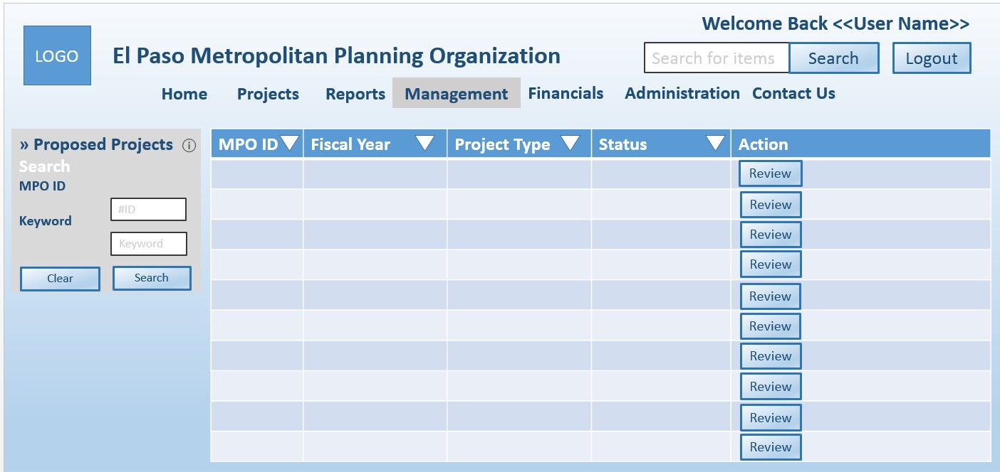 Welcome Back <<User Name>>
LOGO
El Paso Metropolitan Planning Organization
Search for items
Search
Logout
Home Projects Reports Management Financials Administration Contact Us
» Proposed Projects
Search
MPO ID
#ID
Keyword
Keyword
Clear Search
MPO ID Fiscal Year Project Type Status Action
Review
Review
Review
Review
Review
Review
Review
Review
Review
Review